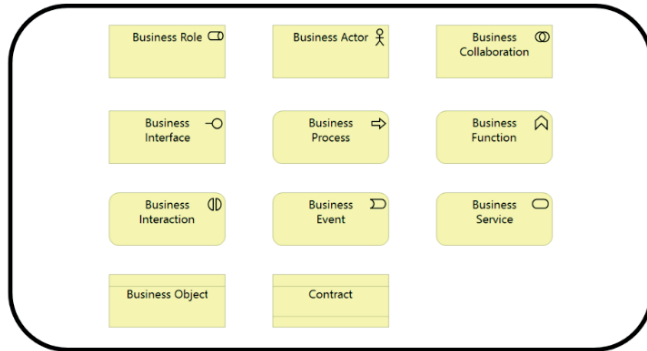 Business Role
Business Actor
Business
Collaboration
Business
Interface
Business
Process
Business
Function
Business
Interaction
Business
Event
Business
Service
Business Object
Contract